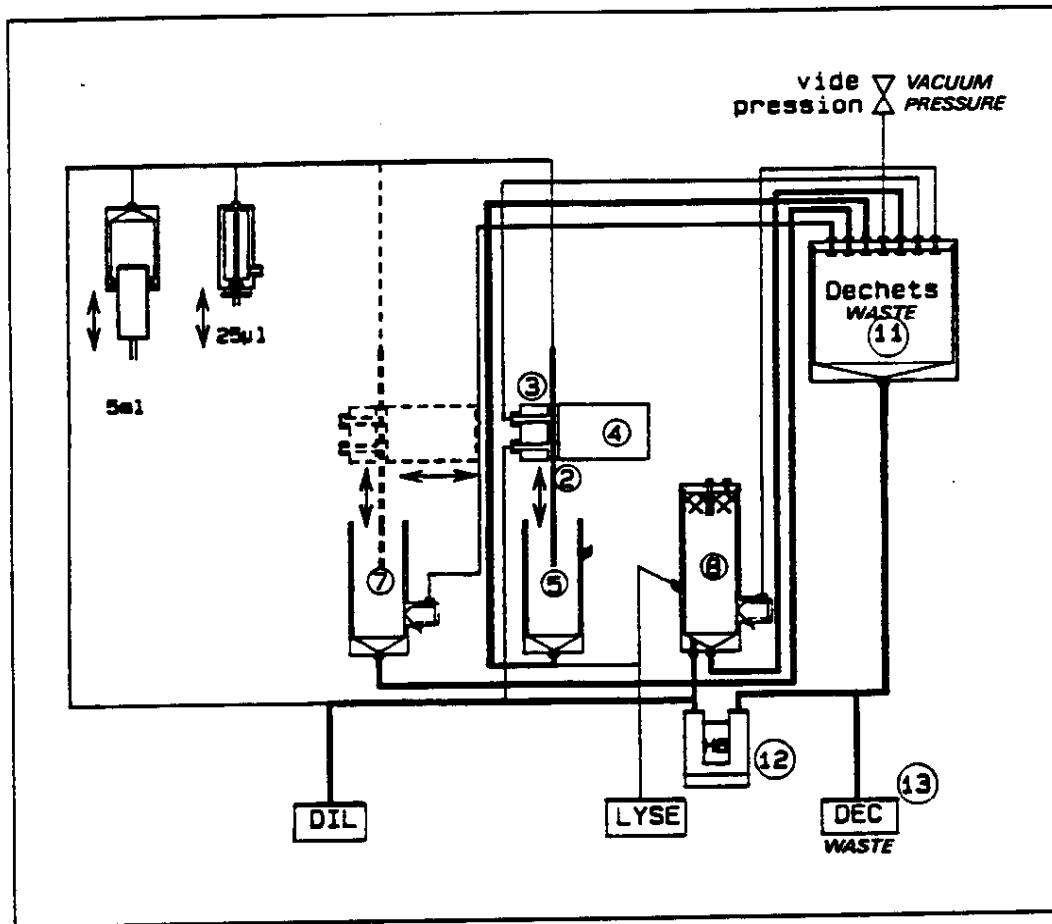 vide VACUUM
pression PRESSURE
Dechets
WASTE
11
25µl
5ml
3
4
2
7
5
8
12
13
DIL
LYSE
DEC
WASTE